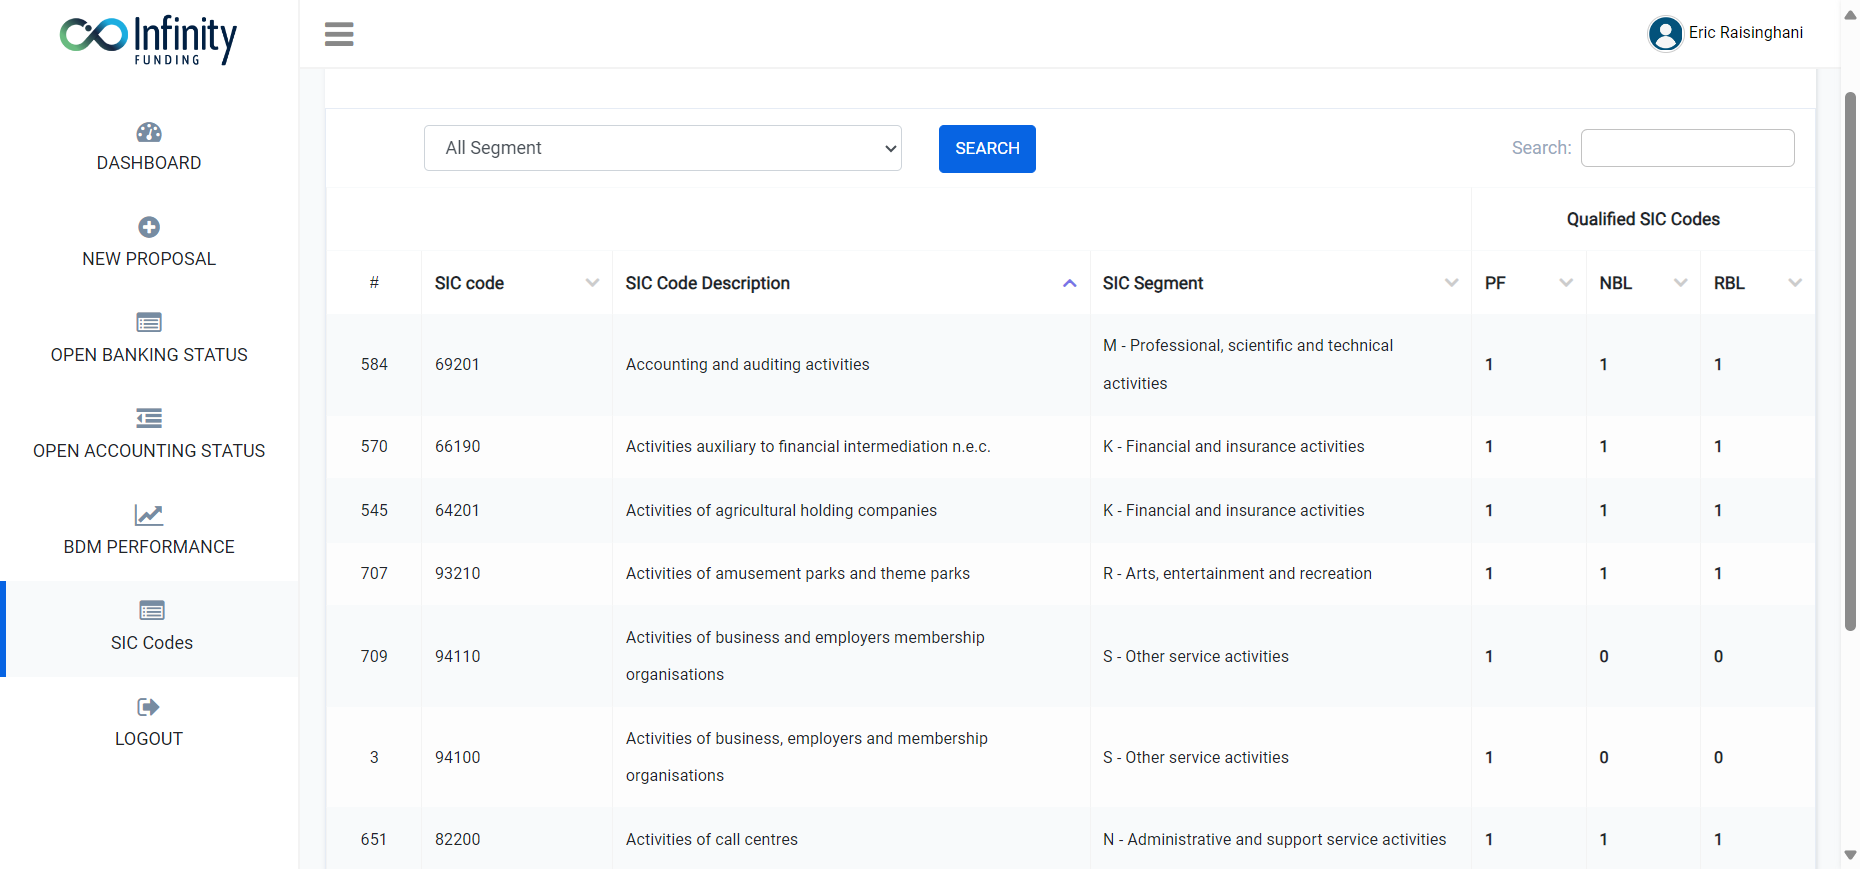 Infinity
FUNDING
Eric Raisinghani
DASHBOARD
NEW PROPOSAL
OPEN BANKING STATUS
OPEN ACCOUNTING STATUS
BDM PERFORMANCE
SIC Codes
LOGOUT
All Segment
SEARCH
Search:
Qualified SIC Codes
# SIC code SIC Code Description SIC Segment PF NBL RBL
584 69201 Accounting and auditing activities M - Professional, scientific and technical 1 1 1
activities
570 66190 Activities auxiliary to financial intermediation n.e.c. K - Financial and insurance activities 1 1 1
545 64201 Activities of agricultural holding companies K - Financial and insurance activities 1 1 1
707 93210 Activities of amusement parks and theme parks R - Arts, entertainment and recreation 1 1 1
709 94110 Activities of business and employers membership S - Other service activities 1 0 0
organisations
3 94100 Activities of business, employers and membership S - Other service activities 1 0 0
organisations
651 82200 Activities of call centres N - Administrative and support service activities 1 1 1